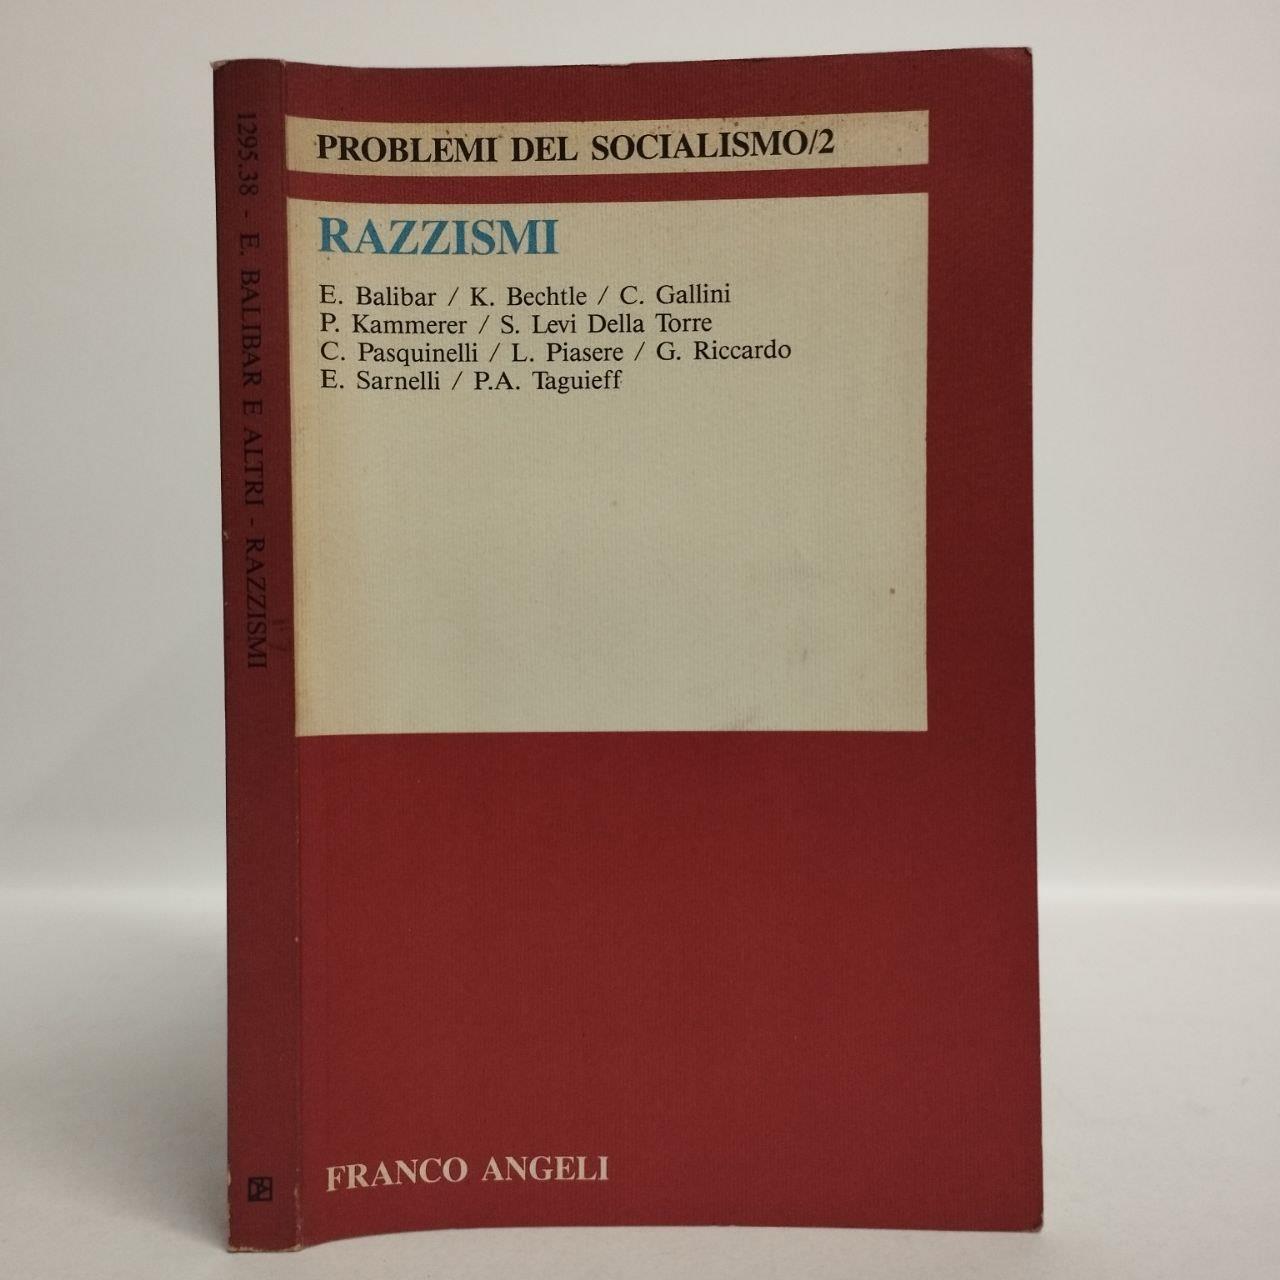 PROBLEMI DEL SOCIALISMO/2
RAZZISMI
E. Balibar / K. Bechtle / C. Gallini
P. Kammerer / S. Levi Della Torre
C. Pasquinelli / L. Piasere / G. Riccardo
E. Sarnelli / P.A. Taguieff
FRANCO ANGELI
1295.38 - E. BALIBAR E ALTRI - RAZZISMI